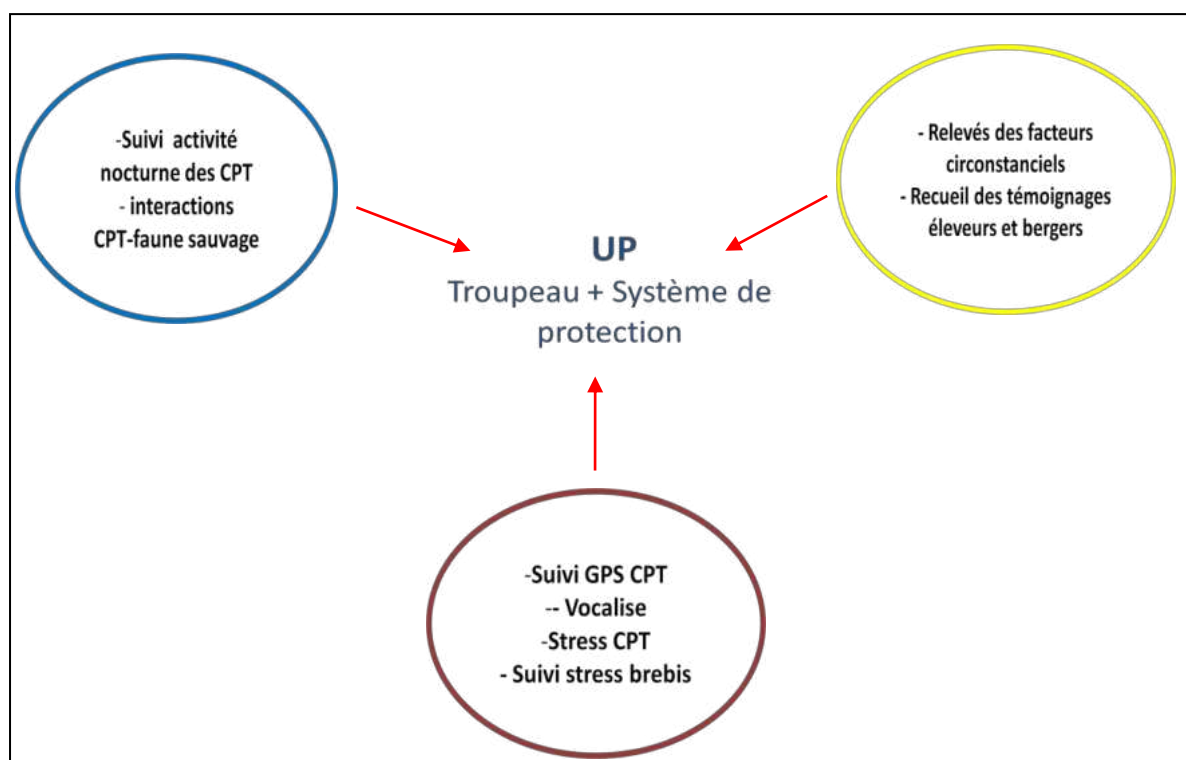 -Suivi activité
nocturne des CPT
- interactions
CPT-faune sauvage
- Relevés des facteurs
circonstanciels
- Recueil des témoignages
éleveurs et bergers
UP
Troupeau + Système de
protection
-Suivi GPS CPT
-- Vocalise
-Stress CPT
- Suivi stress brebis